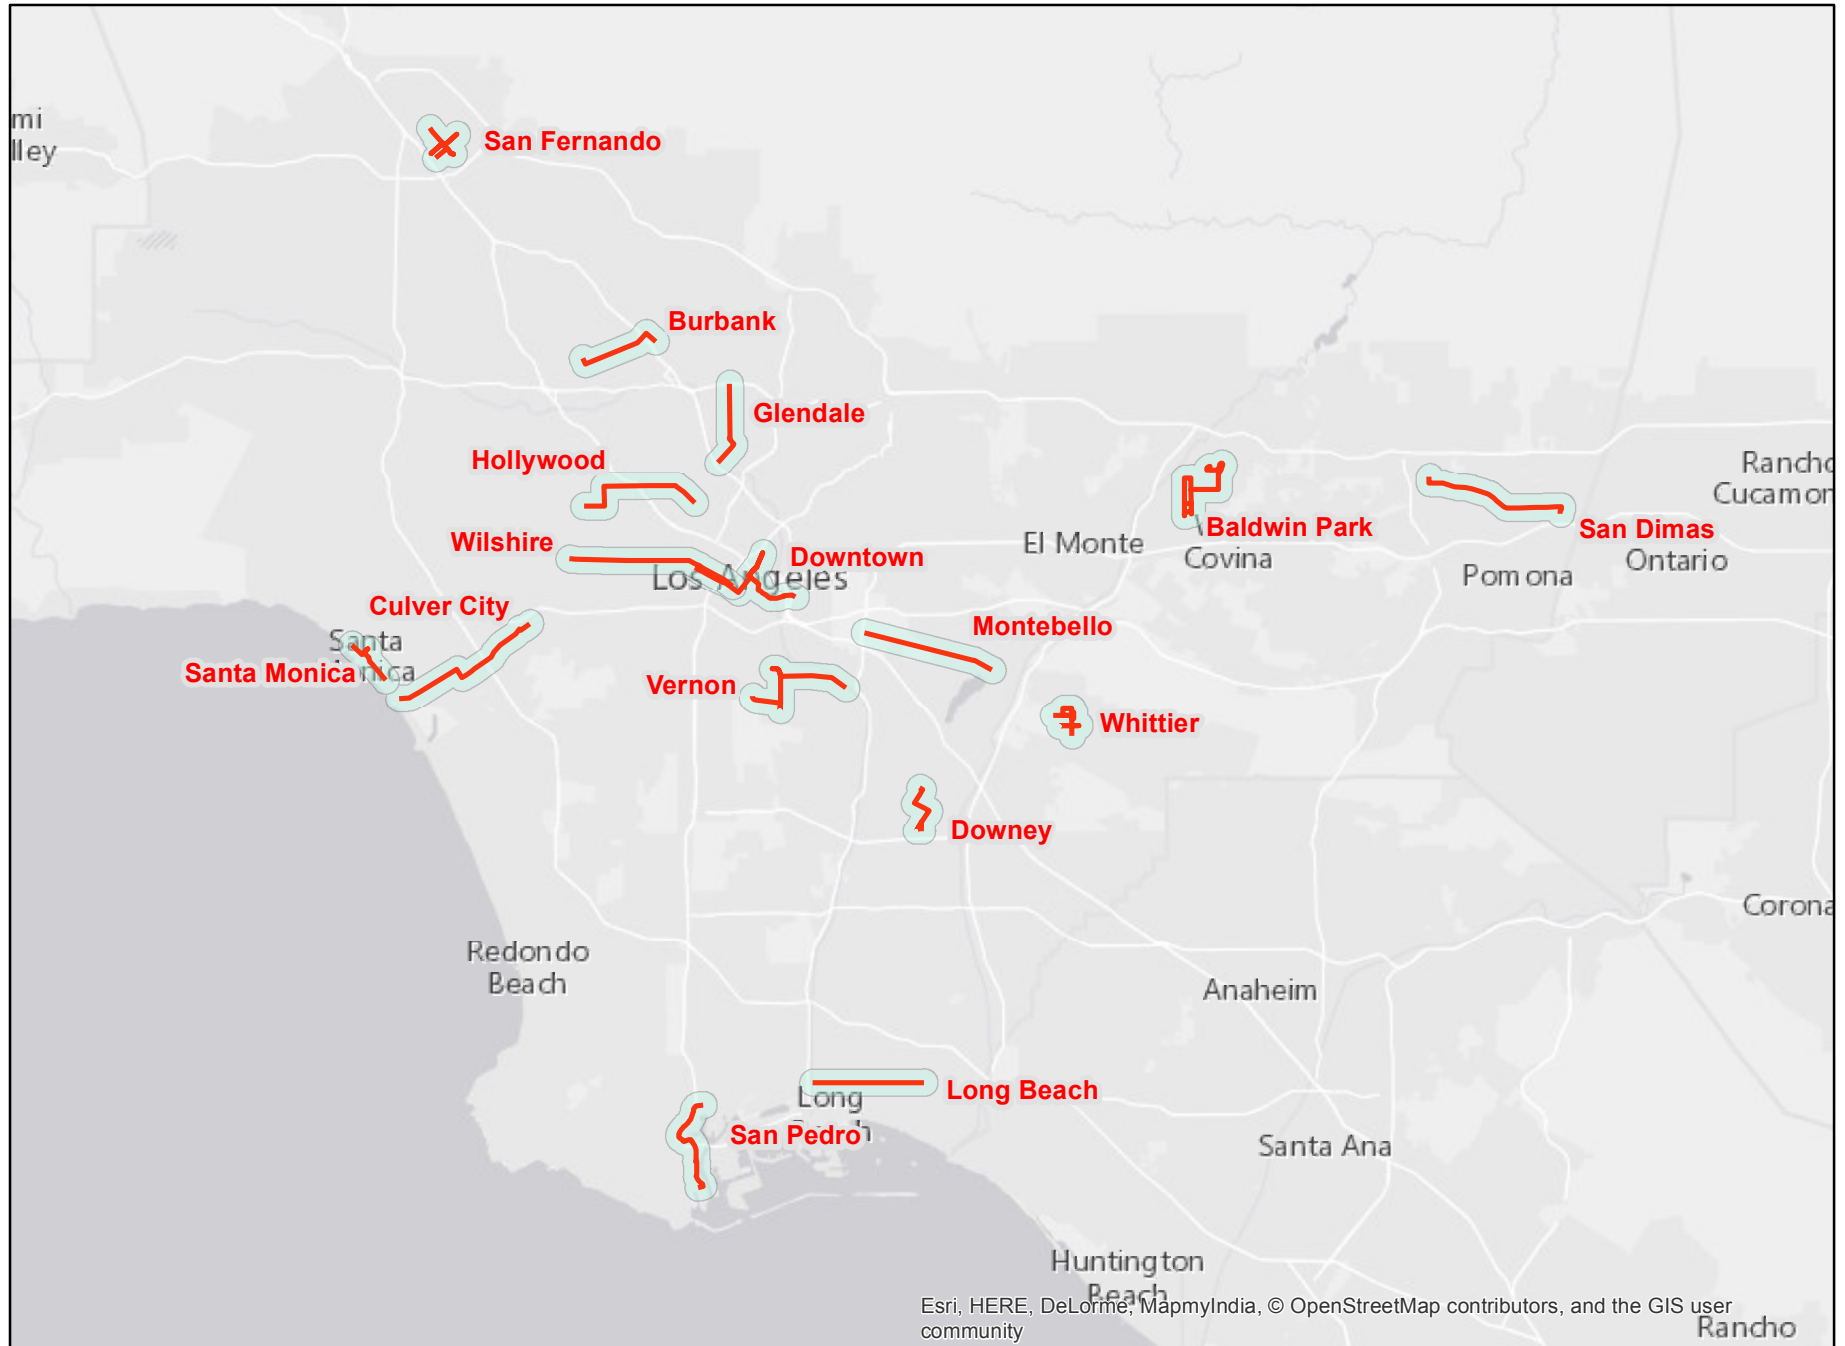 mi
lley
San Fernando
Burbank
Glendale
Hollywood
Rancho
Cucamon
Wilshire
Downtown
Los Angeles
El Monte
Baldwin Park
Covina
San Dimas
Ontario
Pomona
Culver City
Santa
Santa Monica
Montebello
Vernon
Whittier
Downey
Corona
Redondo
Beach
Anaheim
Long Beach
Long
San Pedro
Santa Ana
Huntington
Beach
Esri, HERE, DeLorme, MapmyIndia, © OpenStreetMap contributors, and the GIS user
community
Rancho